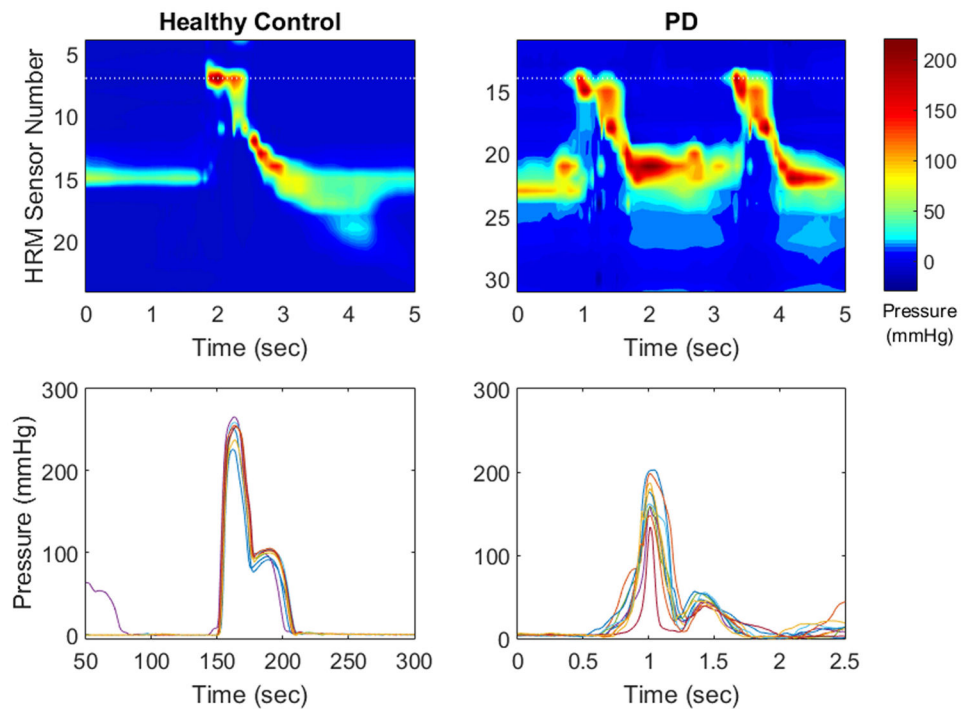 Healthy Control
PD
HRM Sensor Number
5
10
15
20
0 1 2 3 4 5
Time (sec)
15
20
25
30
0 1 2 3 4 5
Time (sec)
200
150
100
50
0
Pressure
(mmHg)
Pressure (mmHg)
300
200
100
0
50 100 150 200 250 300
Time (sec)
300
200
100
0
0 0.5 1 1.5 2 2.5
Time (sec)